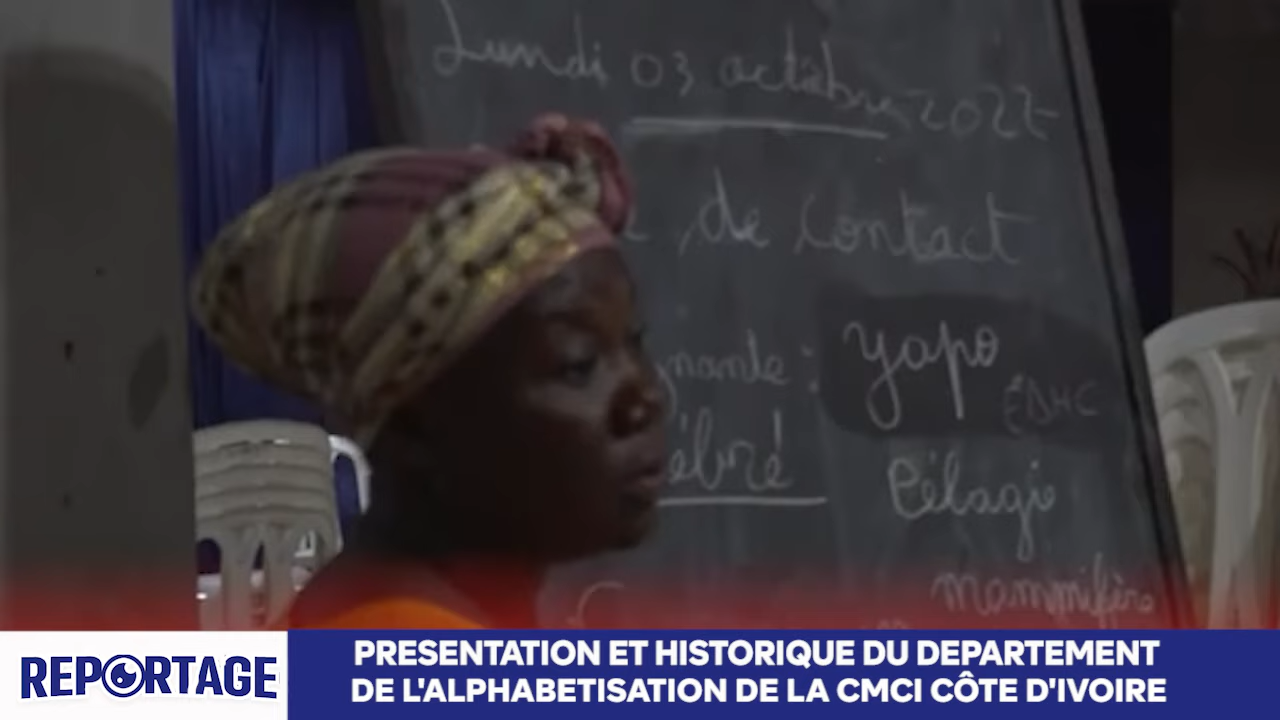 Lundi 03 octobre 2022
de contact
yapo
EDHC
Pélagie
mammifère
REPORTAGE
PRESENTATION ET HISTORIQUE DU DEPARTEMENT
DE L'ALPHABETISATION DE LA CMCI CÔTE D'IVOIRE